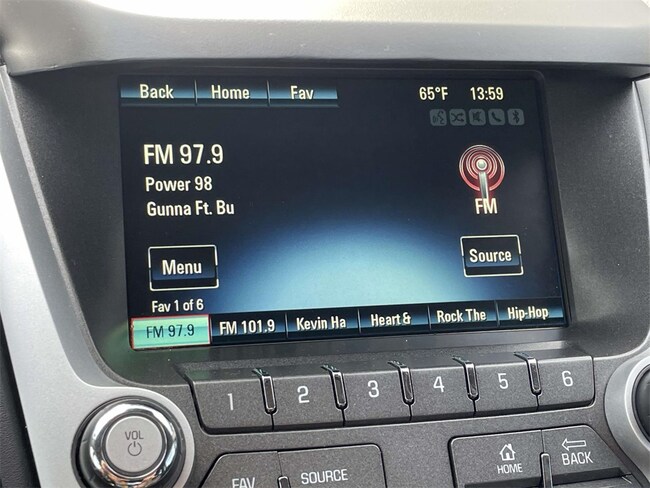 Back Home Fav 65°F 13:59
FM 97.9
Power 98
Gunna Ft. Bu
FM
Menu Source
Fav 1 of 6
FM 97.9 FM 101.9 Kevin Ha Heart & Rock The Hip-Hop
1 2 3 4 5 6
VOL
FAV SOURCE HOME BACK